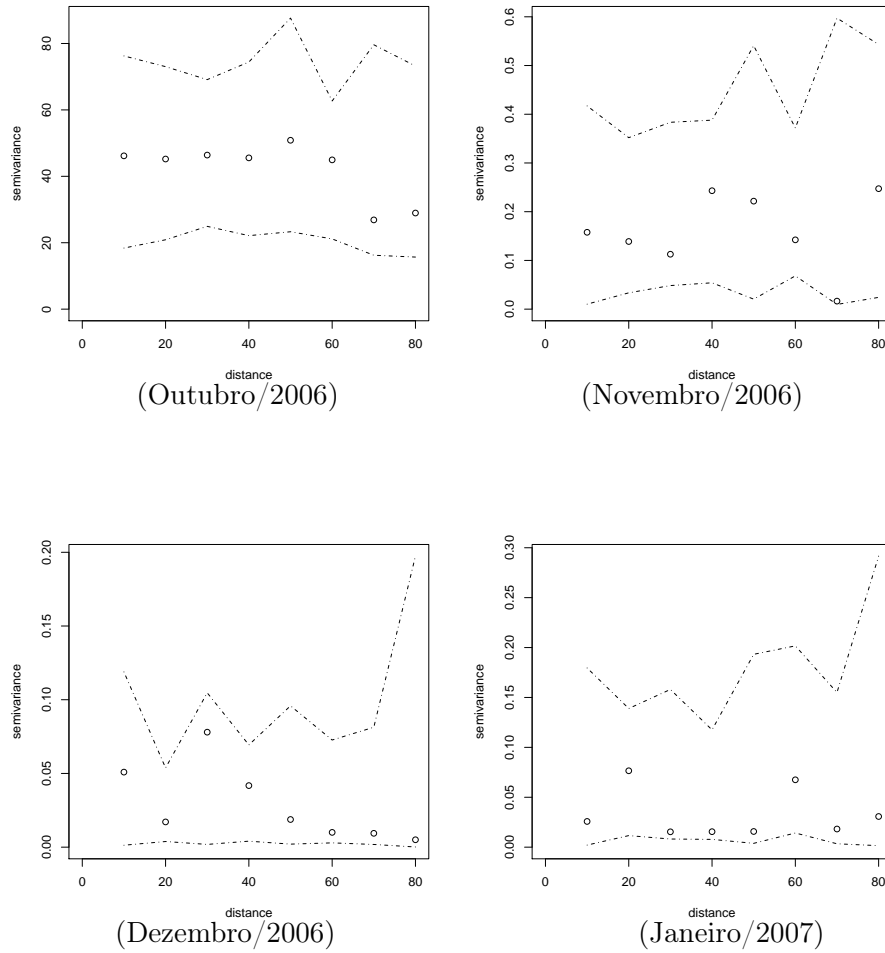 0 20 40 60 80
0 20 40 60 80
distance
semivariance
(Outubro/2006)
0 20 40 60 80
0.0 0.1 0.2 0.3 0.4 0.5 0.6
distance
semivariance
(Novembro/2006)
0 20 40 60 80
0.00 0.05 0.10 0.15 0.20
distance
semivariance
(Dezembro/2006)
0 20 40 60 80
0.00 0.05 0.10 0.15 0.20 0.25 0.30
distance
semivariance
(Janeiro/2007)